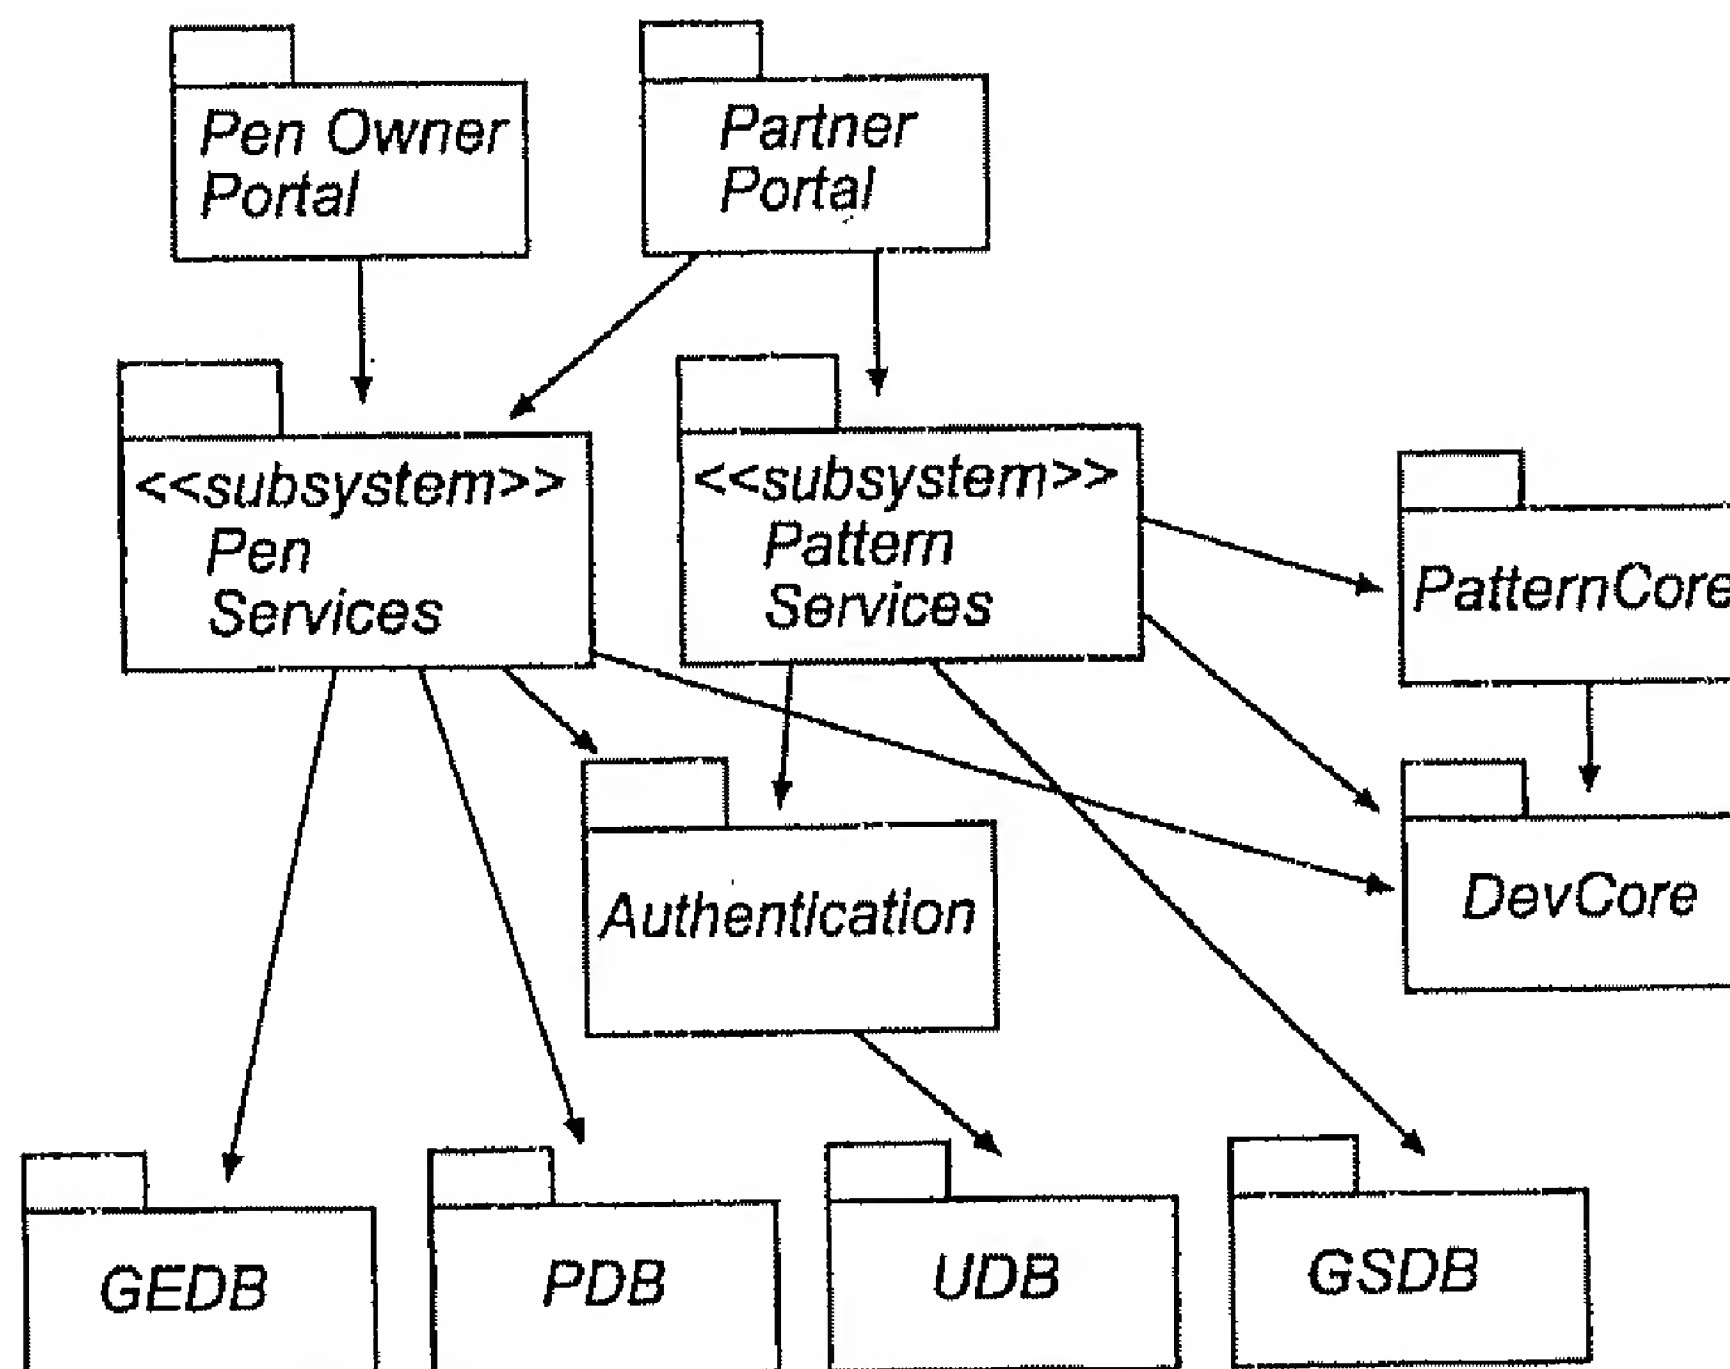 Pen Owner
Portal
Partner
Portal
<<subsystem>>
Pen
Services
<<subsystem>>
Pattern
Services
PatternCore
Authentication
DevCore
GEDB
PDB
UDB
GSDB